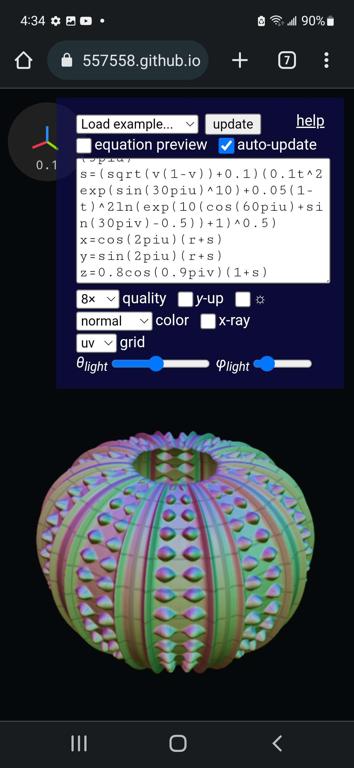 4:34
90%
557558.github.io
7
0.1
Load example...
update
help
equation preview
auto-update
s=(sqrt(v(1-v))+0.1)(0.1t^2
exp(sin(30piu)^10)+0.05(1-
t)^2ln(exp(10(cos(60piu)+si
n(30piv)-0.5))+1)^0.5)
x=cos(2piu)(r+s)
y=sin(2piu)(r+s)
z=0.8cos(0.9piv)(1+s)
8× quality y-up
normal color x-ray
uv grid
θlight φlight